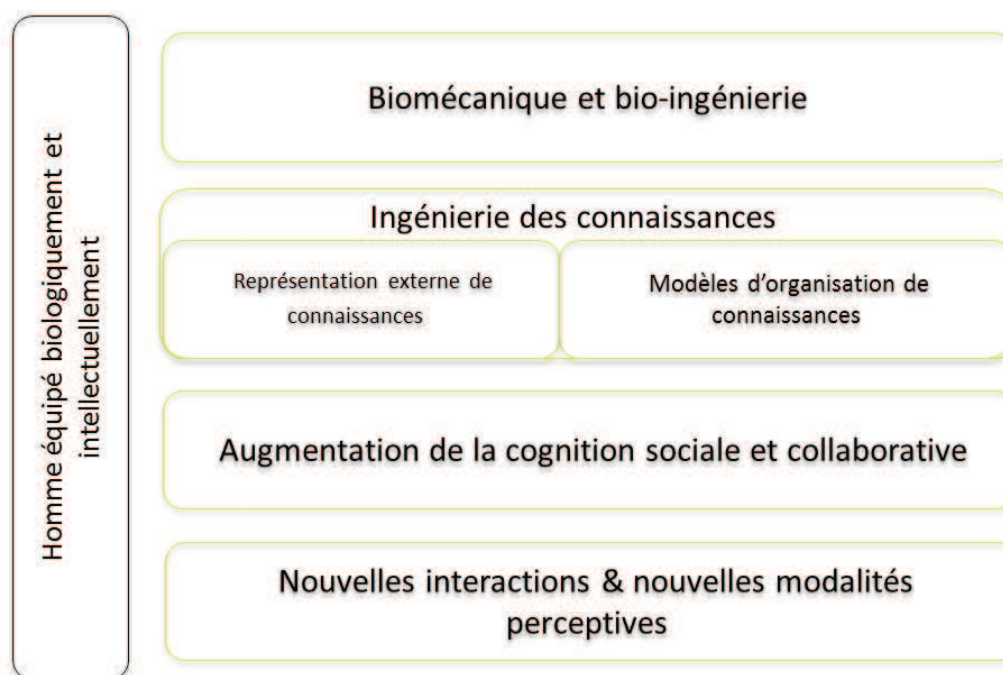 Homme équipé biologiquement et
intellectuellement
Biomécanique et bio-ingénierie
Ingénierie des connaissances
Représentation externe de
connaissances
Modèles d'organisation de
connaissances
Augmentation de la cognition sociale et collaborative
Nouvelles interactions & nouvelles modalités
perceptives